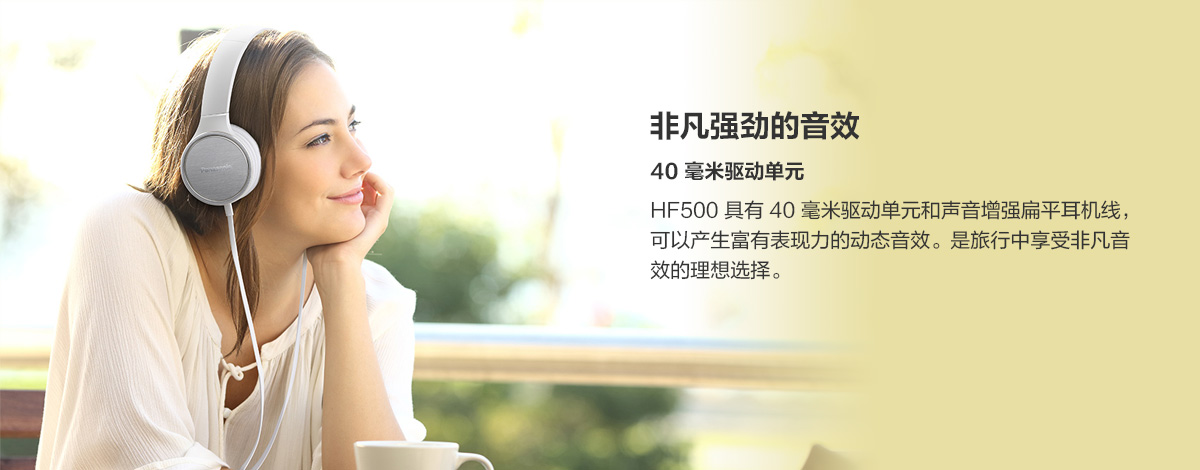 非凡强劲的音效
40 毫米驱动单元
HF500 具有 40 毫米驱动单元和声音增强扁平耳机线，
可以产生富有表现力的动态音效。是旅行中享受非凡音
效的理想选择。